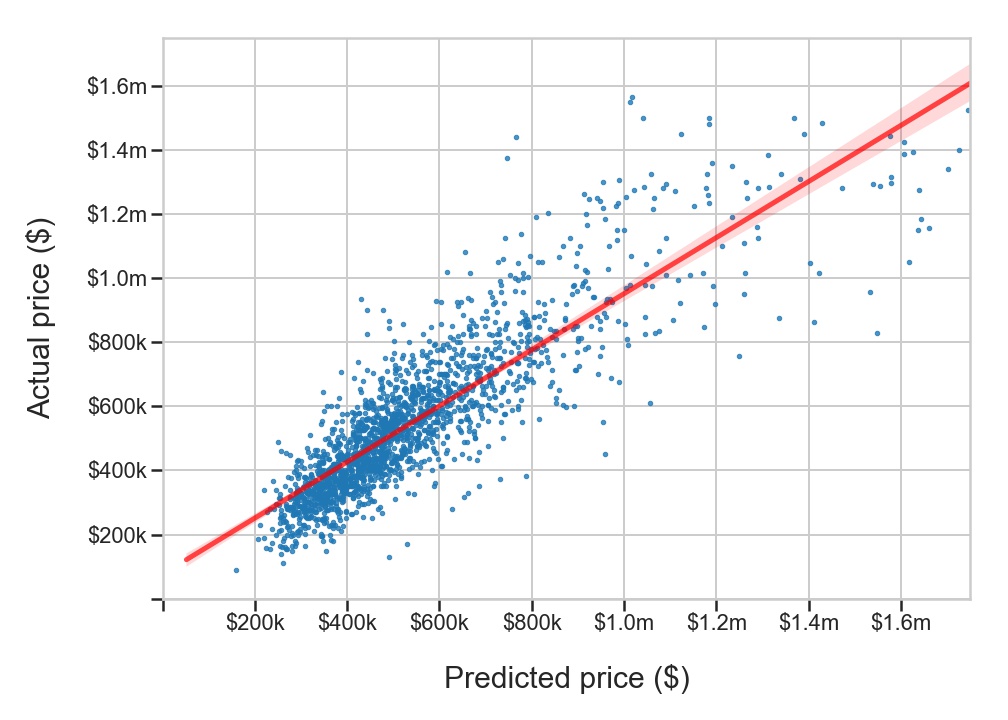 Actual price ($)
$1.6m
$1.4m
$1.2m
$1.0m
$800k
$600k
$400k
$200k
$200k $400k $600k $800k $1.0m $1.2m $1.4m $1.6m
Predicted price ($)